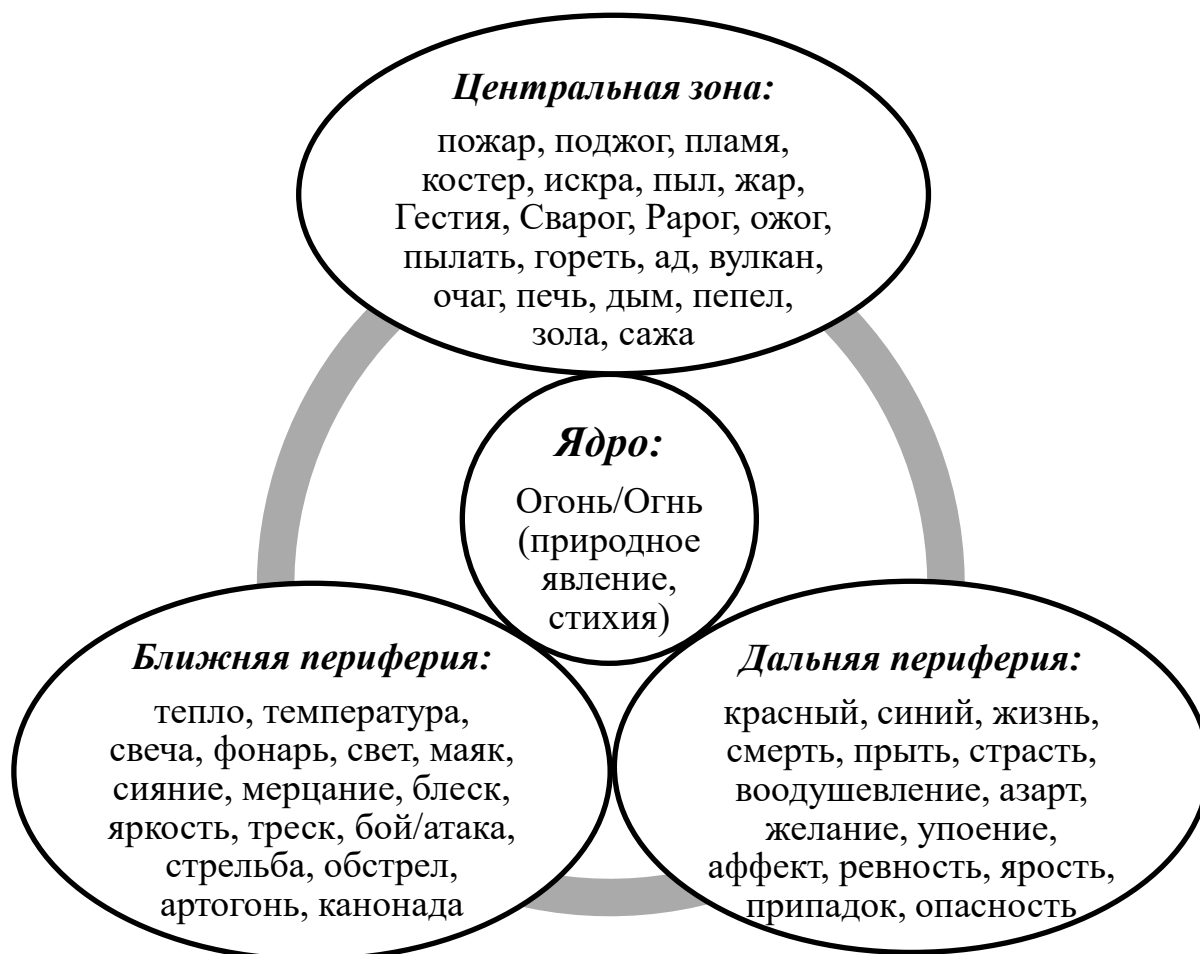 Центральная зона:
пожар, поджог, пламя,
костер, искра, пыл, жар,
Гестия, Сварог, Рарог, ожог,
пылать, гореть, ад, вулкан,
очаг, печь, дым, пепел,
зола, сажа
Ядро:
Огонь/Огнь
(природное
явление,
стихия)
Ближняя периферия:
тепло, температура,
свеча, фонарь, свет, маяк,
сияние, мерцание, блеск,
яркость, треск, бой/атака,
стрельба, обстрел,
артогонь, канонада
Дальняя периферия:
красный, синий, жизнь,
смерть, прыть, страсть,
воодушевление, азарт,
желание, упоение,
аффект, ревность, ярость,
припадок, опасность